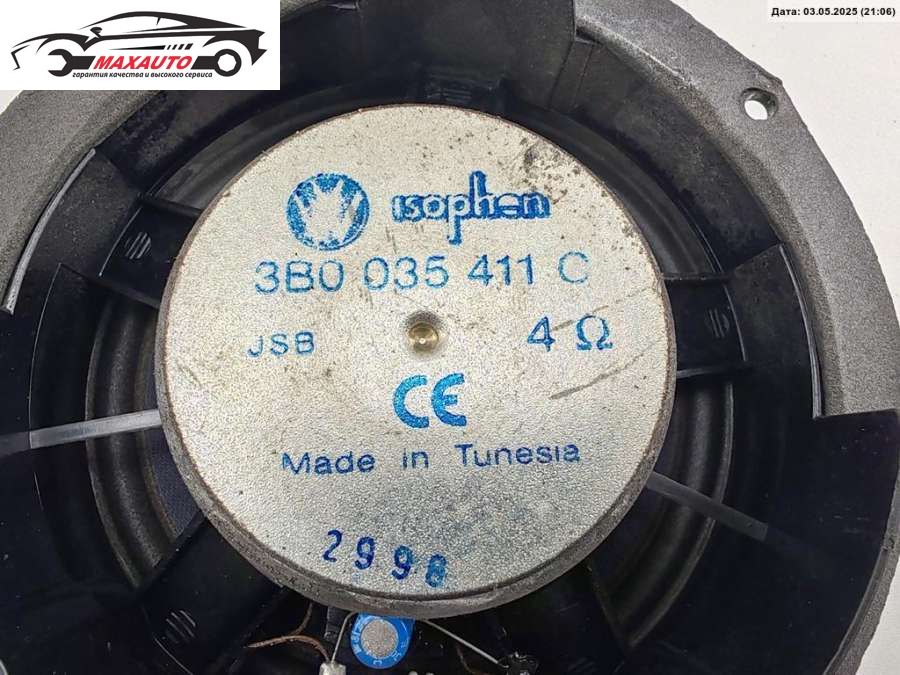 Дата: 03.05.2025 (21:06)
MAXAUTO
гарантия качества и высокого сервиса
isophon
3B0 035 411 C
JSB 4 Ω
CE
Made in Tunesia
2998